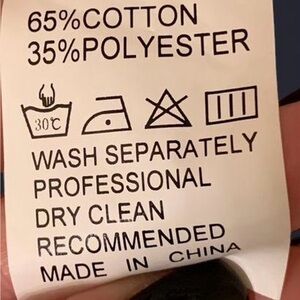 65%COTTON
35%POLYESTER
30℃
WASH SEPARATELY
PROFESSIONAL
DRY CLEAN
RECOMMENDED
MADE IN CHINA